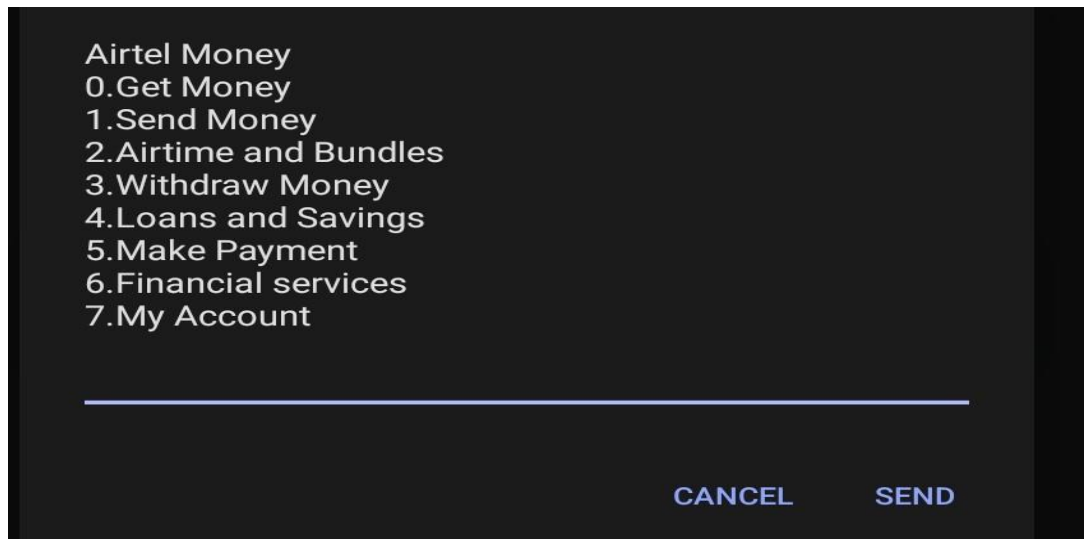 Airtel Money
0.Get Money
1.Send Money
2.Airtime and Bundles
3.Withdraw Money
4.Loans and Savings
5.Make Payment
6.Financial services
7.My Account
CANCEL SEND